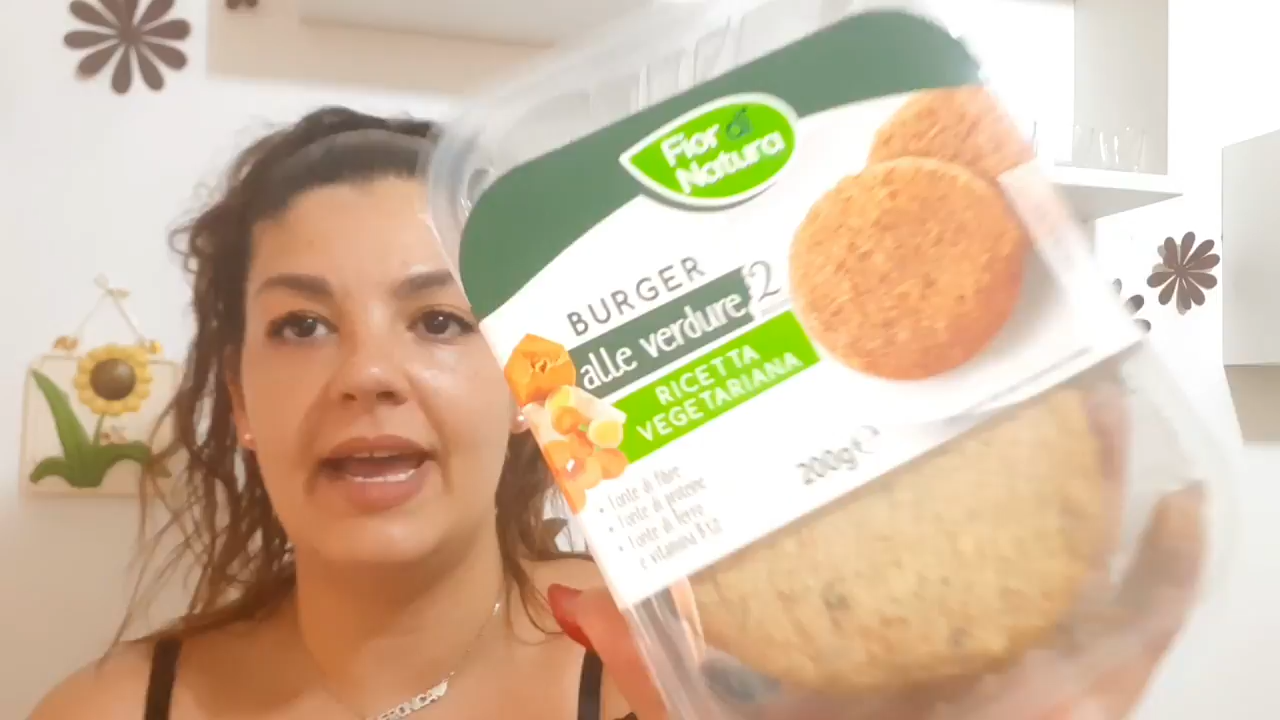 Fior di
Natura
BURGER
alle verdure 2
RICETTA
VEGETARIANA
200g e
• fonte di fibre
• fonte di proteine
• fonte di ferro
e vitamina B12
VERONICA